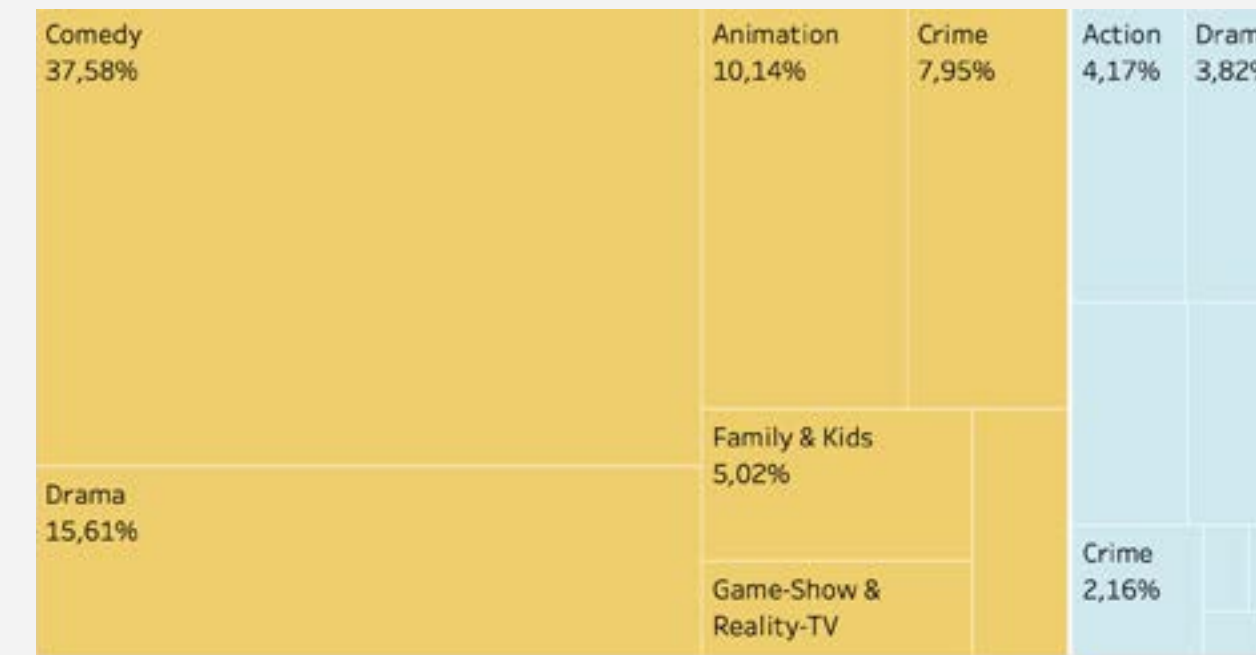 Comedy
37,58%
Animation
10,14%
Crime
7,95%
Action
4,17%
Family & Kids
5,02%
Drama
15,61%
Game-Show &
Reality-TV
Crime
2,16%